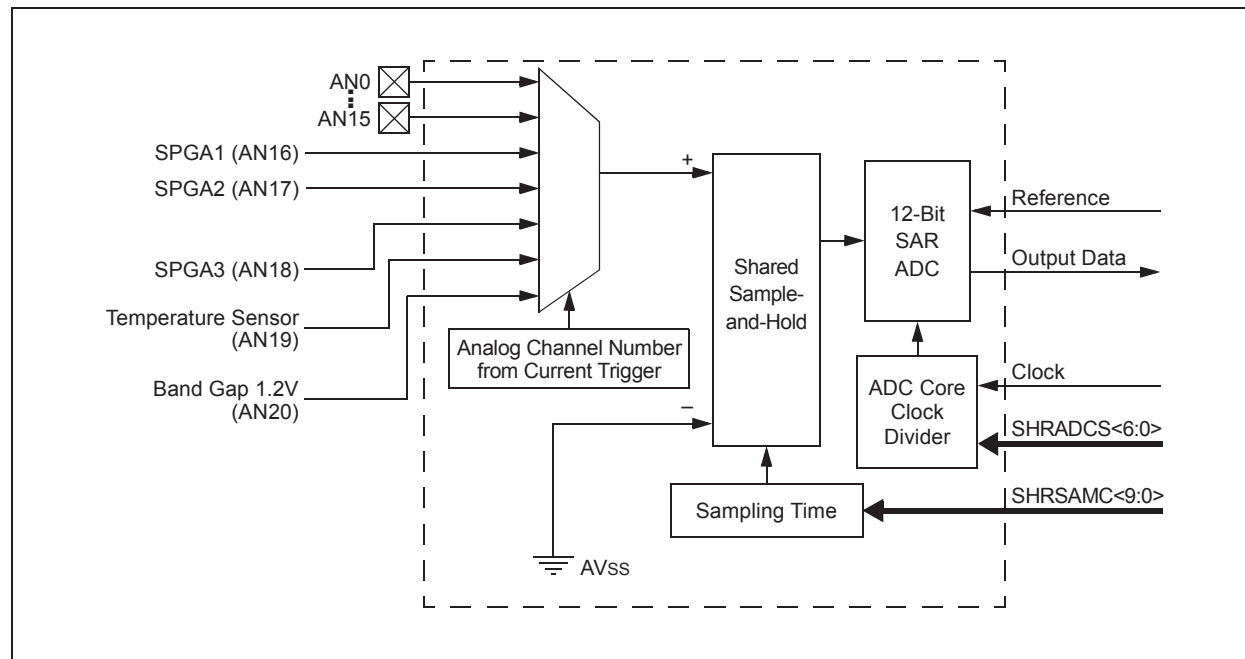 AN0
AN15
SPGA1 (AN16)
SPGA2 (AN17)
SPGA3 (AN18)
Temperature Sensor
(AN19)
Band Gap 1.2V
(AN20)
Analog Channel Number
from Current Trigger
+
–
AVss
Shared
Sample-
and-Hold
Sampling Time
12-Bit
SAR
ADC
ADC Core
Clock
Divider
Reference
Output Data
Clock
SHRADCS<6:0>
SHRSAMC<9:0>